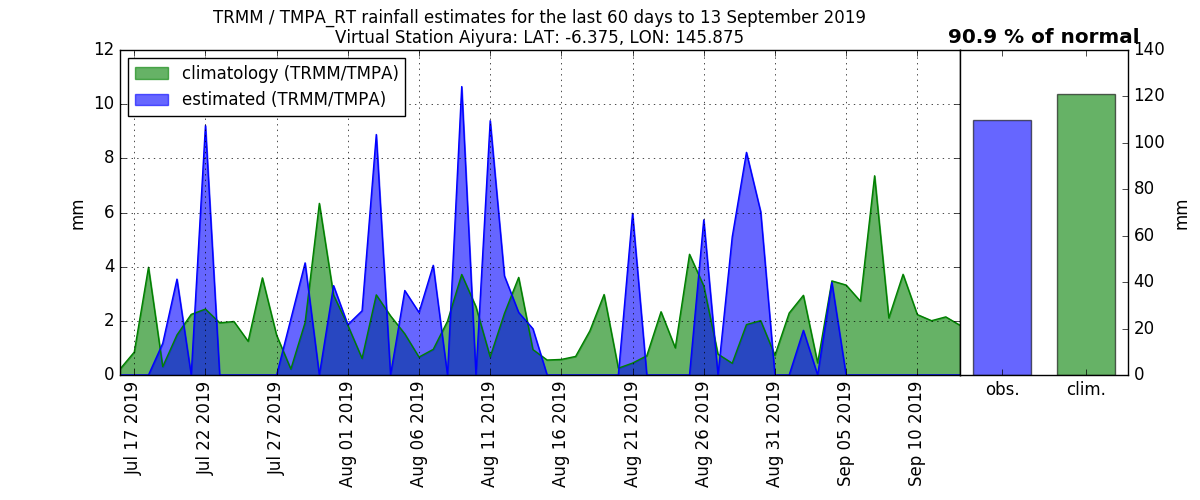 TRMM / TMPA_RT rainfall estimates for the last 60 days to 13 September 2019
Virtual Station Aiyura: LAT: -6.375, LON: 145.875
90.9 % of normal
climatology (TRMM/TMPA)
estimated (TRMM/TMPA)
mm
12
10
8
6
4
2
0
Jul 17 2019
Jul 22 2019
Jul 27 2019
Aug 01 2019
Aug 06 2019
Aug 11 2019
Aug 16 2019
Aug 21 2019
Aug 26 2019
Aug 31 2019
Sep 05 2019
Sep 10 2019
obs.
clim.
140
120
100
80
60
40
20
0
mm